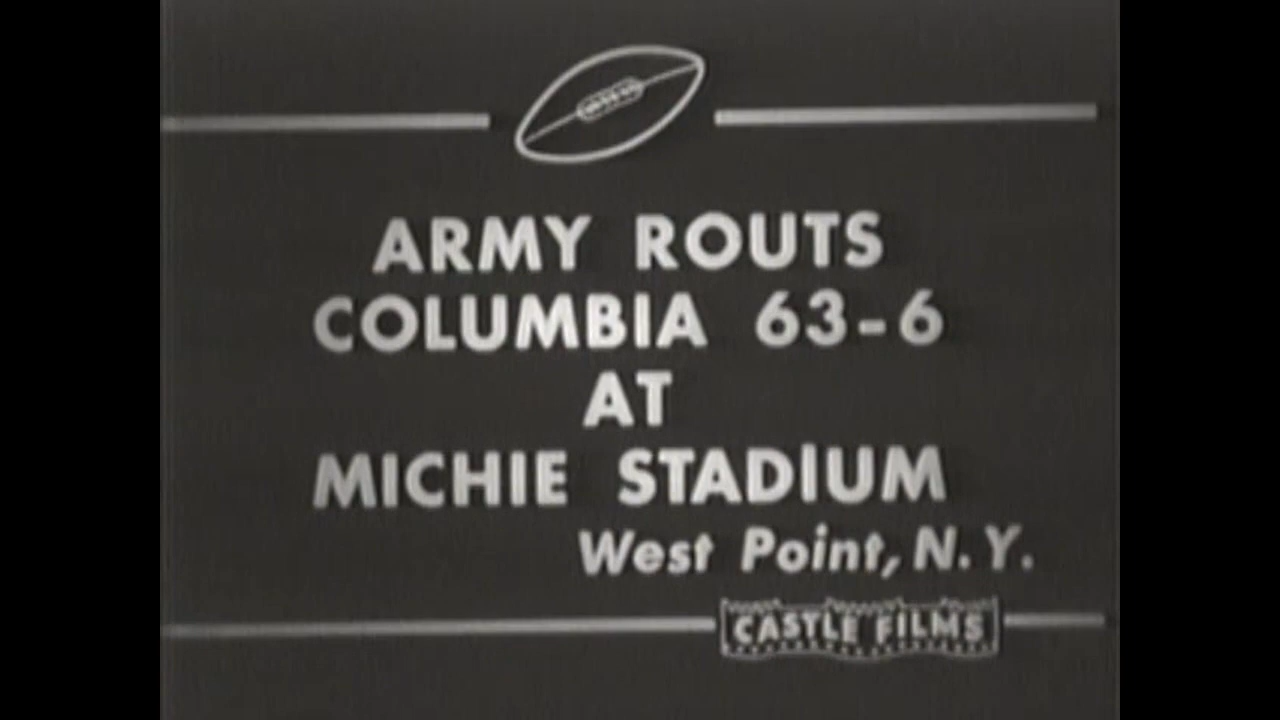 ARMY ROUTS
COLUMBIA 63-6
AT
MICHIE STADIUM
West Point, N.Y.
CASTLE FILMS